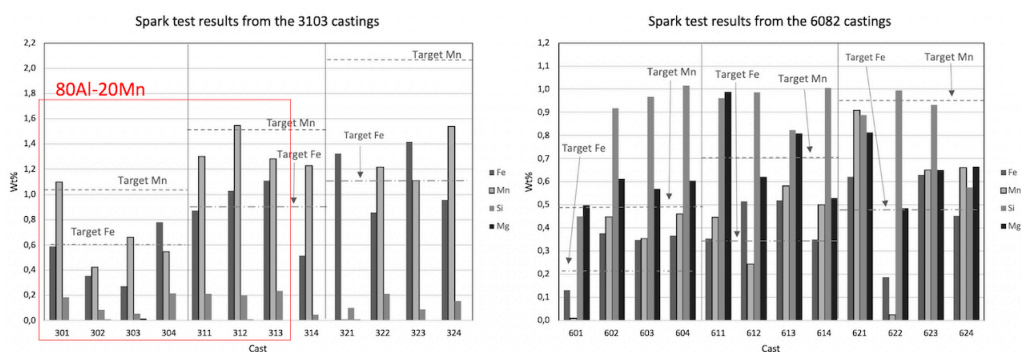 Spark test results from the 3103 castings
2,2
2,0
1,8
1,6
1,4
1,2
1,0
0,8
0,6
0,4
0,2
0,0
Wt%
80Al-20Mn
Target Mn
Target Fe
Target Mn
Target Fe
Target Mn
Target Fe
301 302 303 304 311 312 313 314 321 322 323 324
Cast
Fe
Mn
Si
Mg
Spark test results from the 6082 castings
1,2
1,1
1,0
0,9
0,8
0,7
0,6
0,5
0,4
0,3
0,2
0,1
0,0
Wt%
Target Fe
Target Mn
Target Fe
Target Mn
Target Fe
Target Mn
601 602 603 604 611 612 613 614 621 622 623 624
Cast
Fe
Mn
Si
Mg